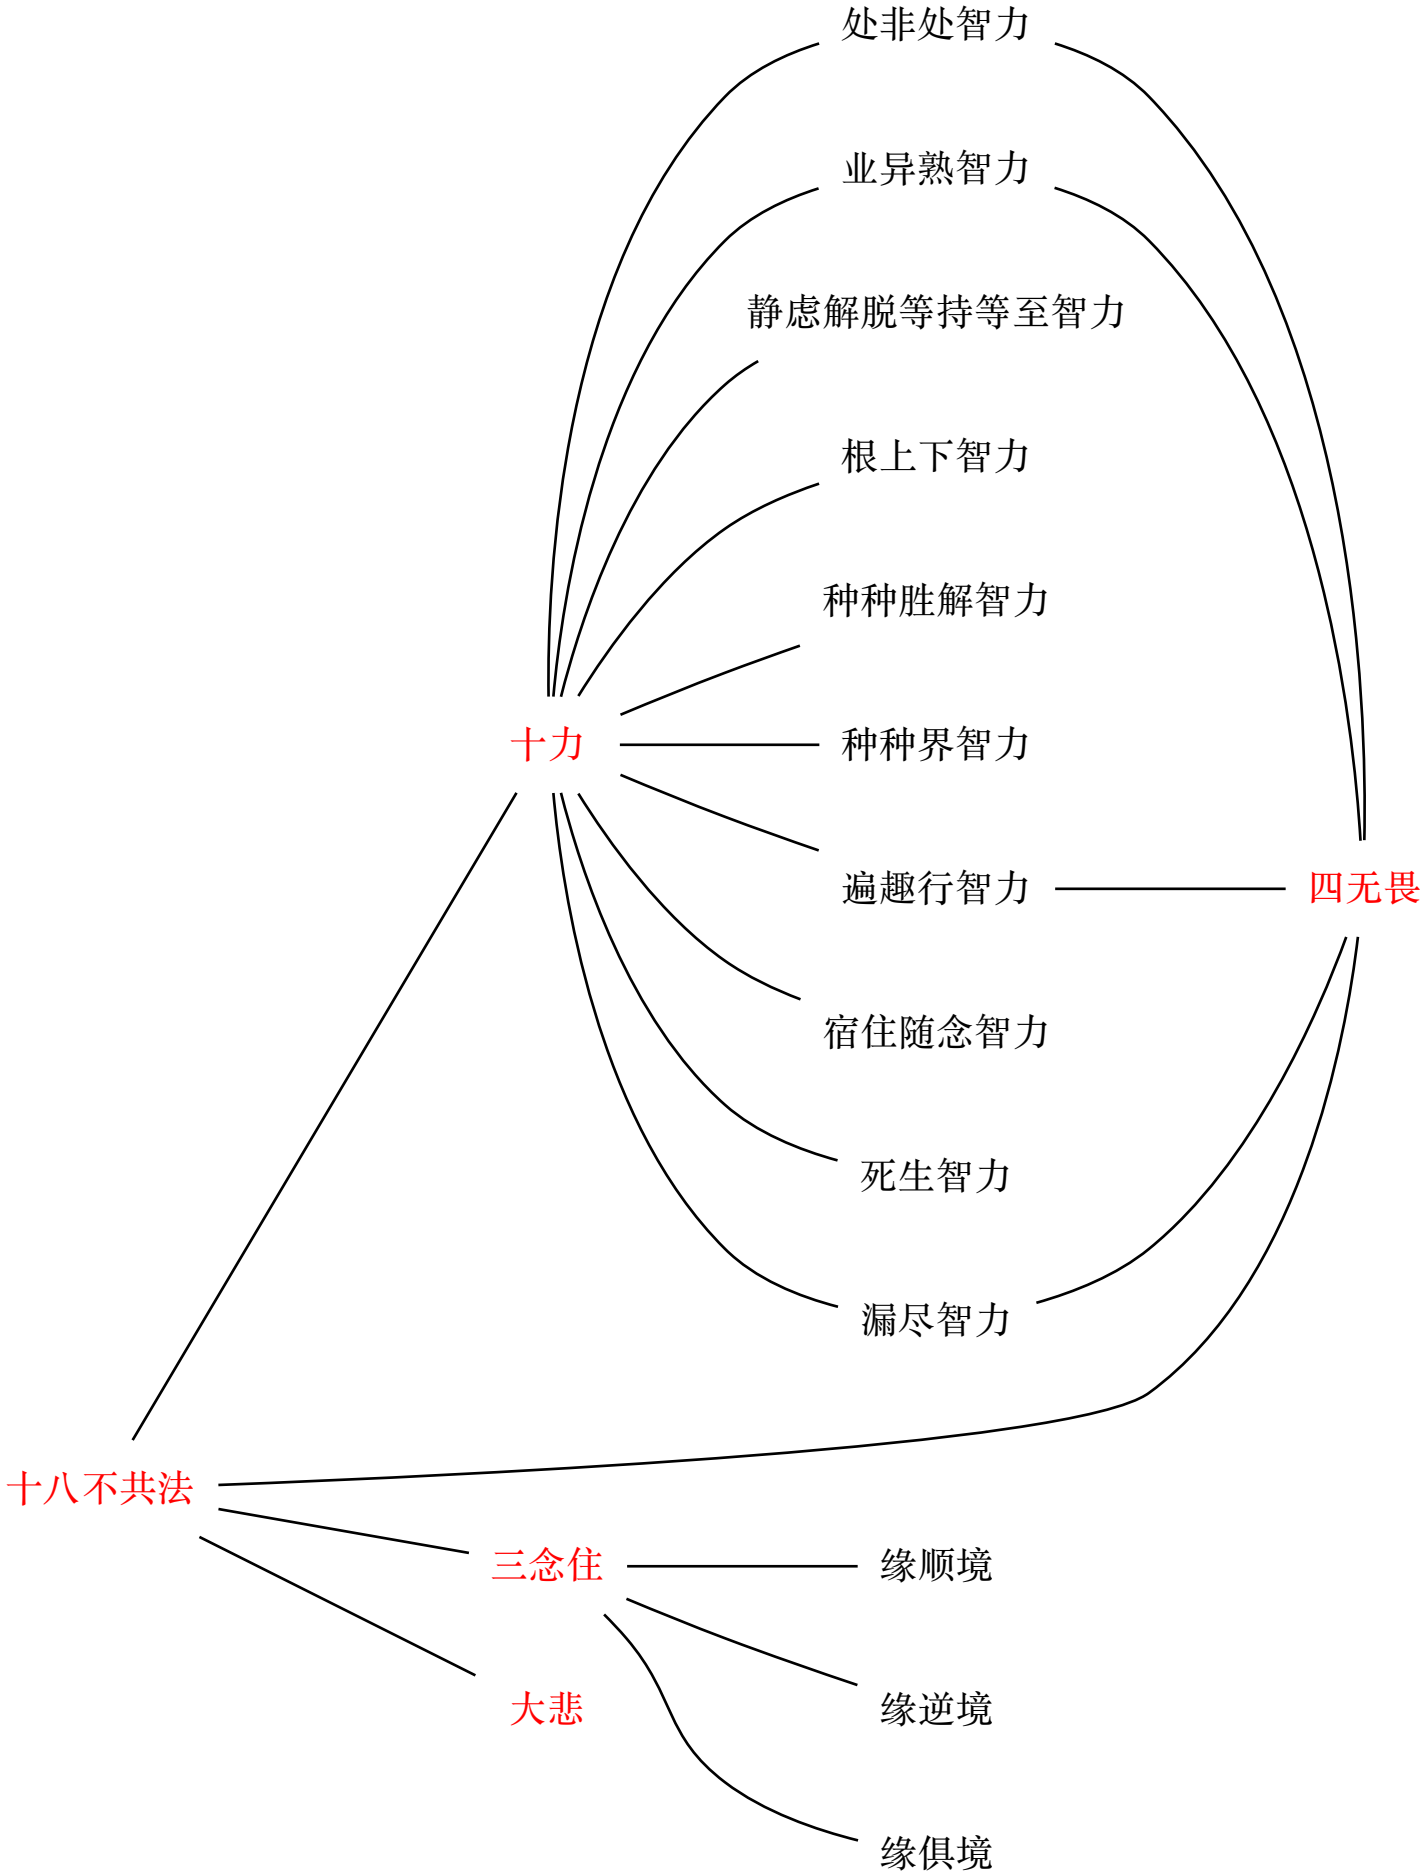 处非处智力
业异熟智力
静虑解脱等持等至智力
根上下智力
种种胜解智力
十力
种种界智力
遍趣行智力
四无畏
宿住随念智力
死生智力
漏尽智力
十八不共法
三念住
缘顺境
大悲
缘逆境
缘俱境